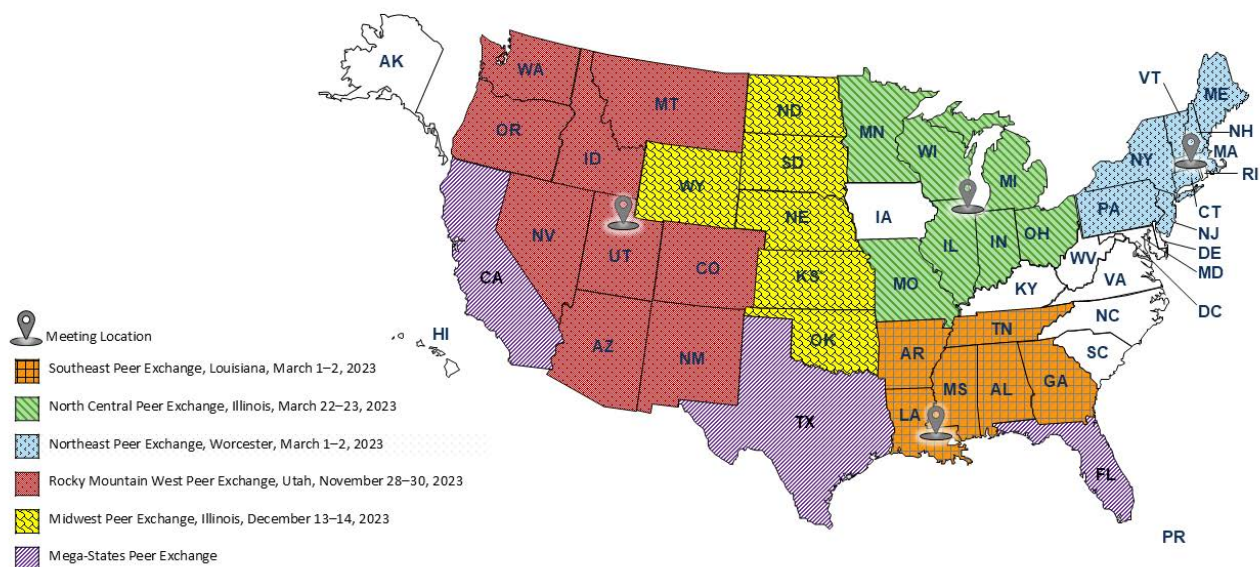 AK
WA
MT
OR
ID
WY
NV
UT
CO
CA
AZ
NM
ND
SD
NE
KS
OK
TX
MN
WI
MI
IA
IL
IN
OH
MO
KY
WV
VA
NC
SC
TN
AR
MS
AL
GA
LA
FL
VT
ME
NH
MA
NY
RI
PA
CT
NJ
DE
MD
DC
HI
PR
Meeting Location
Southeast Peer Exchange, Louisiana, March 1–2, 2023
North Central Peer Exchange, Illinois, March 22–23, 2023
Northeast Peer Exchange, Worcester, March 1–2, 2023
Rocky Mountain West Peer Exchange, Utah, November 28–30, 2023
Midwest Peer Exchange, Illinois, December 13–14, 2023
Mega-States Peer Exchange